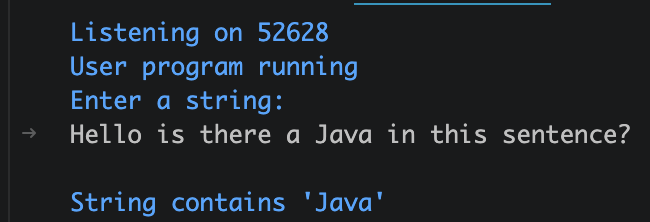 Listening on 52628
User program running
Enter a string:
→ Hello is there a Java in this sentence?
String contains 'Java'